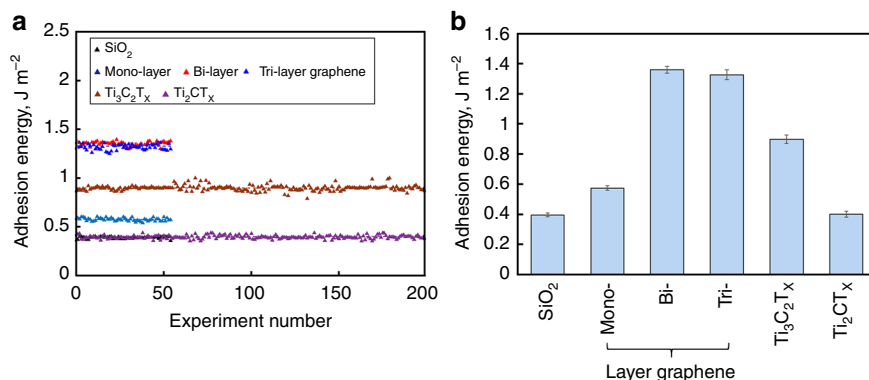 a
Adhesion energy, J m⁻²
2.5
2
1.5
1
0.5
0
SiO₂
Mono-layer Bi-layer Tri-layer graphene
Ti₃C₂Tₓ Ti₂CTₓ
0 50 100 150 200
Experiment number
b
Adhesion energy, J m⁻²
1.6
1.4
1.2
1
0.8
0.6
0.4
0.2
0
SiO₂ Mono- Bi- Tri- Ti₃C₂Tₓ Ti₂CTₓ
Layer graphene